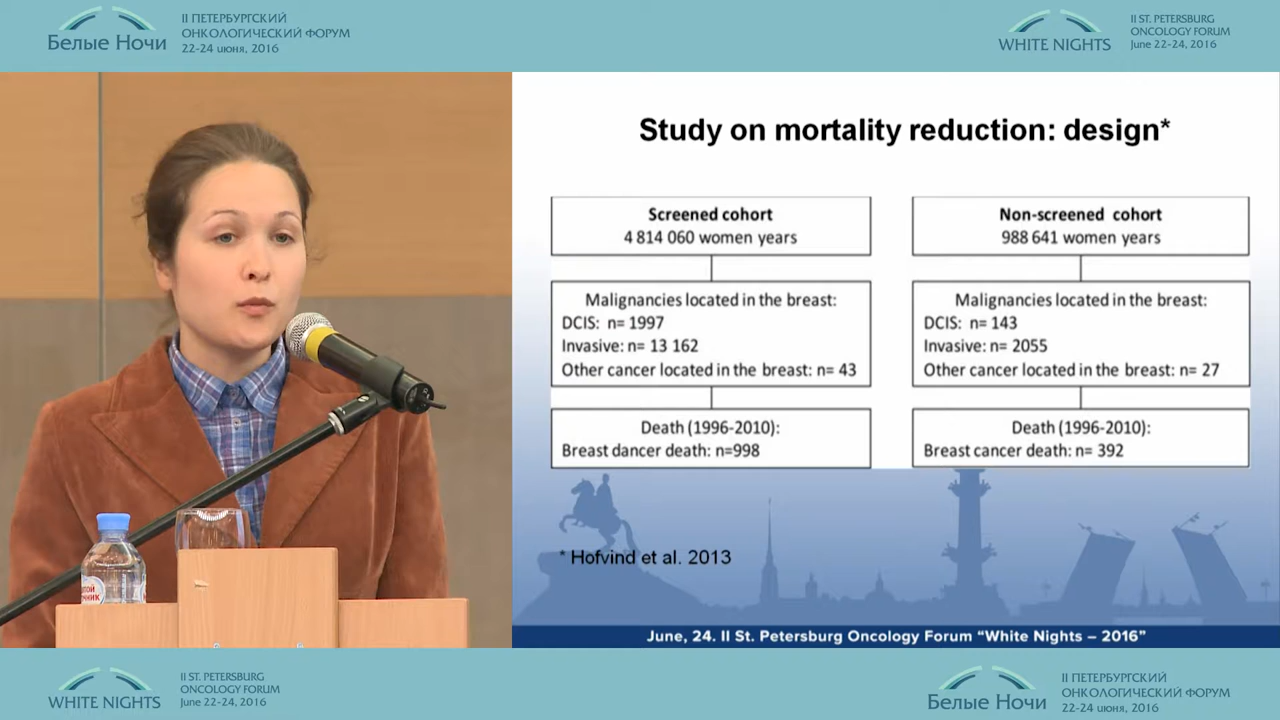 Белые Ночи
II ПЕТЕРБУРГСКИЙ
ОНКОЛОГИЧЕСКИЙ ФОРУМ
22-24 июня, 2016
WHITE NIGHTS
II ST. PETERSBURG
ONCOLOGY FORUM
June 22-24, 2016
Study on mortality reduction: design*
Screened cohort
4 814 060 women years
Malignancies located in the breast:
DCIS: n= 1997
Invasive: n= 13 162
Other cancer located in the breast: n= 43
Death (1996-2010):
Breast dancer death: n=998
Non-screened cohort
988 641 women years
Malignancies located in the breast:
DCIS: n= 143
Invasive: n= 2055
Other cancer located in the breast: n= 27
Death (1996-2010):
Breast cancer death: n= 392
* Hofvind et al. 2013
June, 24. II St. Petersburg Oncology Forum “White Nights – 2016”
WHITE NIGHTS
II ST. PETERSBURG
ONCOLOGY FORUM
June 22-24, 2016
Белые Ночи
II ПЕТЕРБУРГСКИЙ
ОНКОЛОГИЧЕСКИЙ ФОРУМ
22-24 июня, 2016